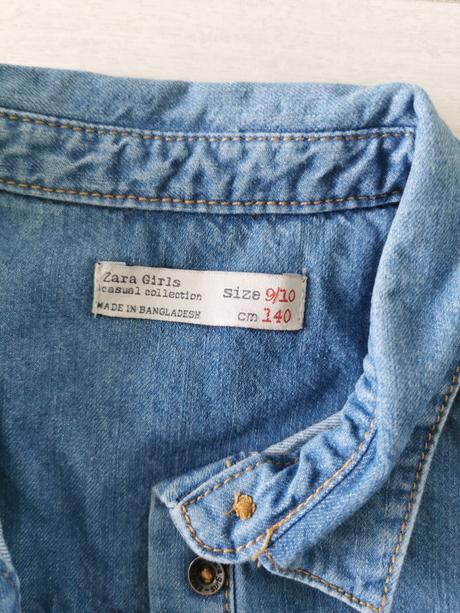 Zara Girls
casual collection
MADE IN BANGLADESH
size 9/10
cm 140